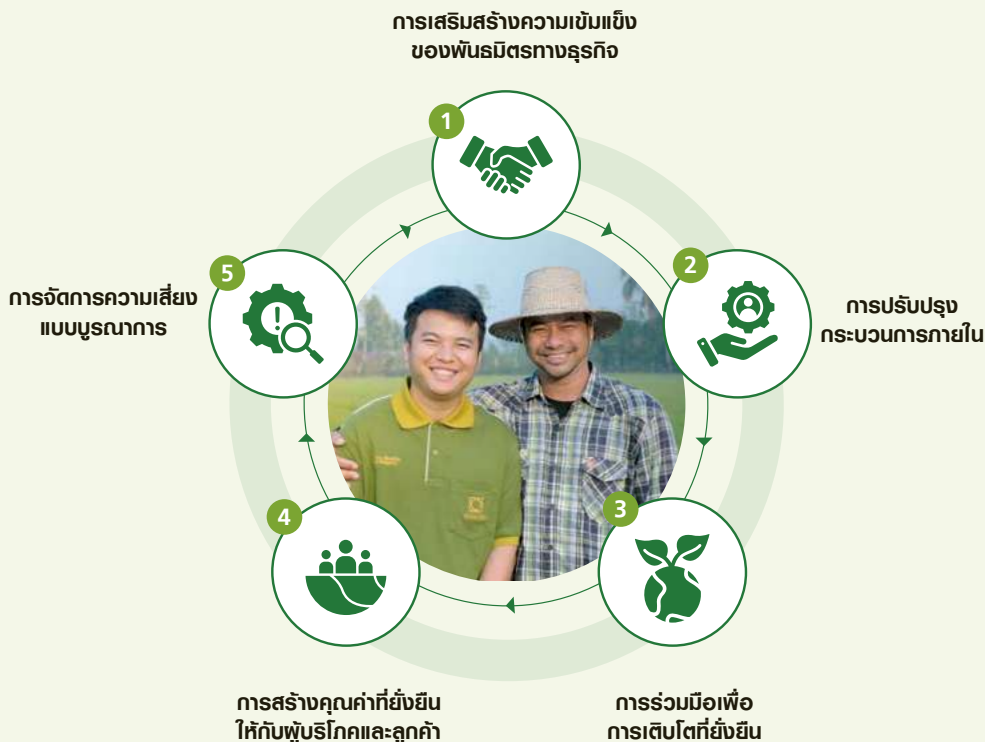 การเสริมสร้างความเข้มแข็ง
ของพันธมิตรทางธุรกิจ
1
2
การปรับปรุง
กระบวนการภายใน
3
การร่วมมือเพื่อ
การเติบโตที่ยั่งยืน
4
การสร้างคุณค่าที่ยั่งยืน
ให้กับผู้บริโภคและลูกค้า
5
การจัดการความเสี่ยง
แบบบูรณาการ